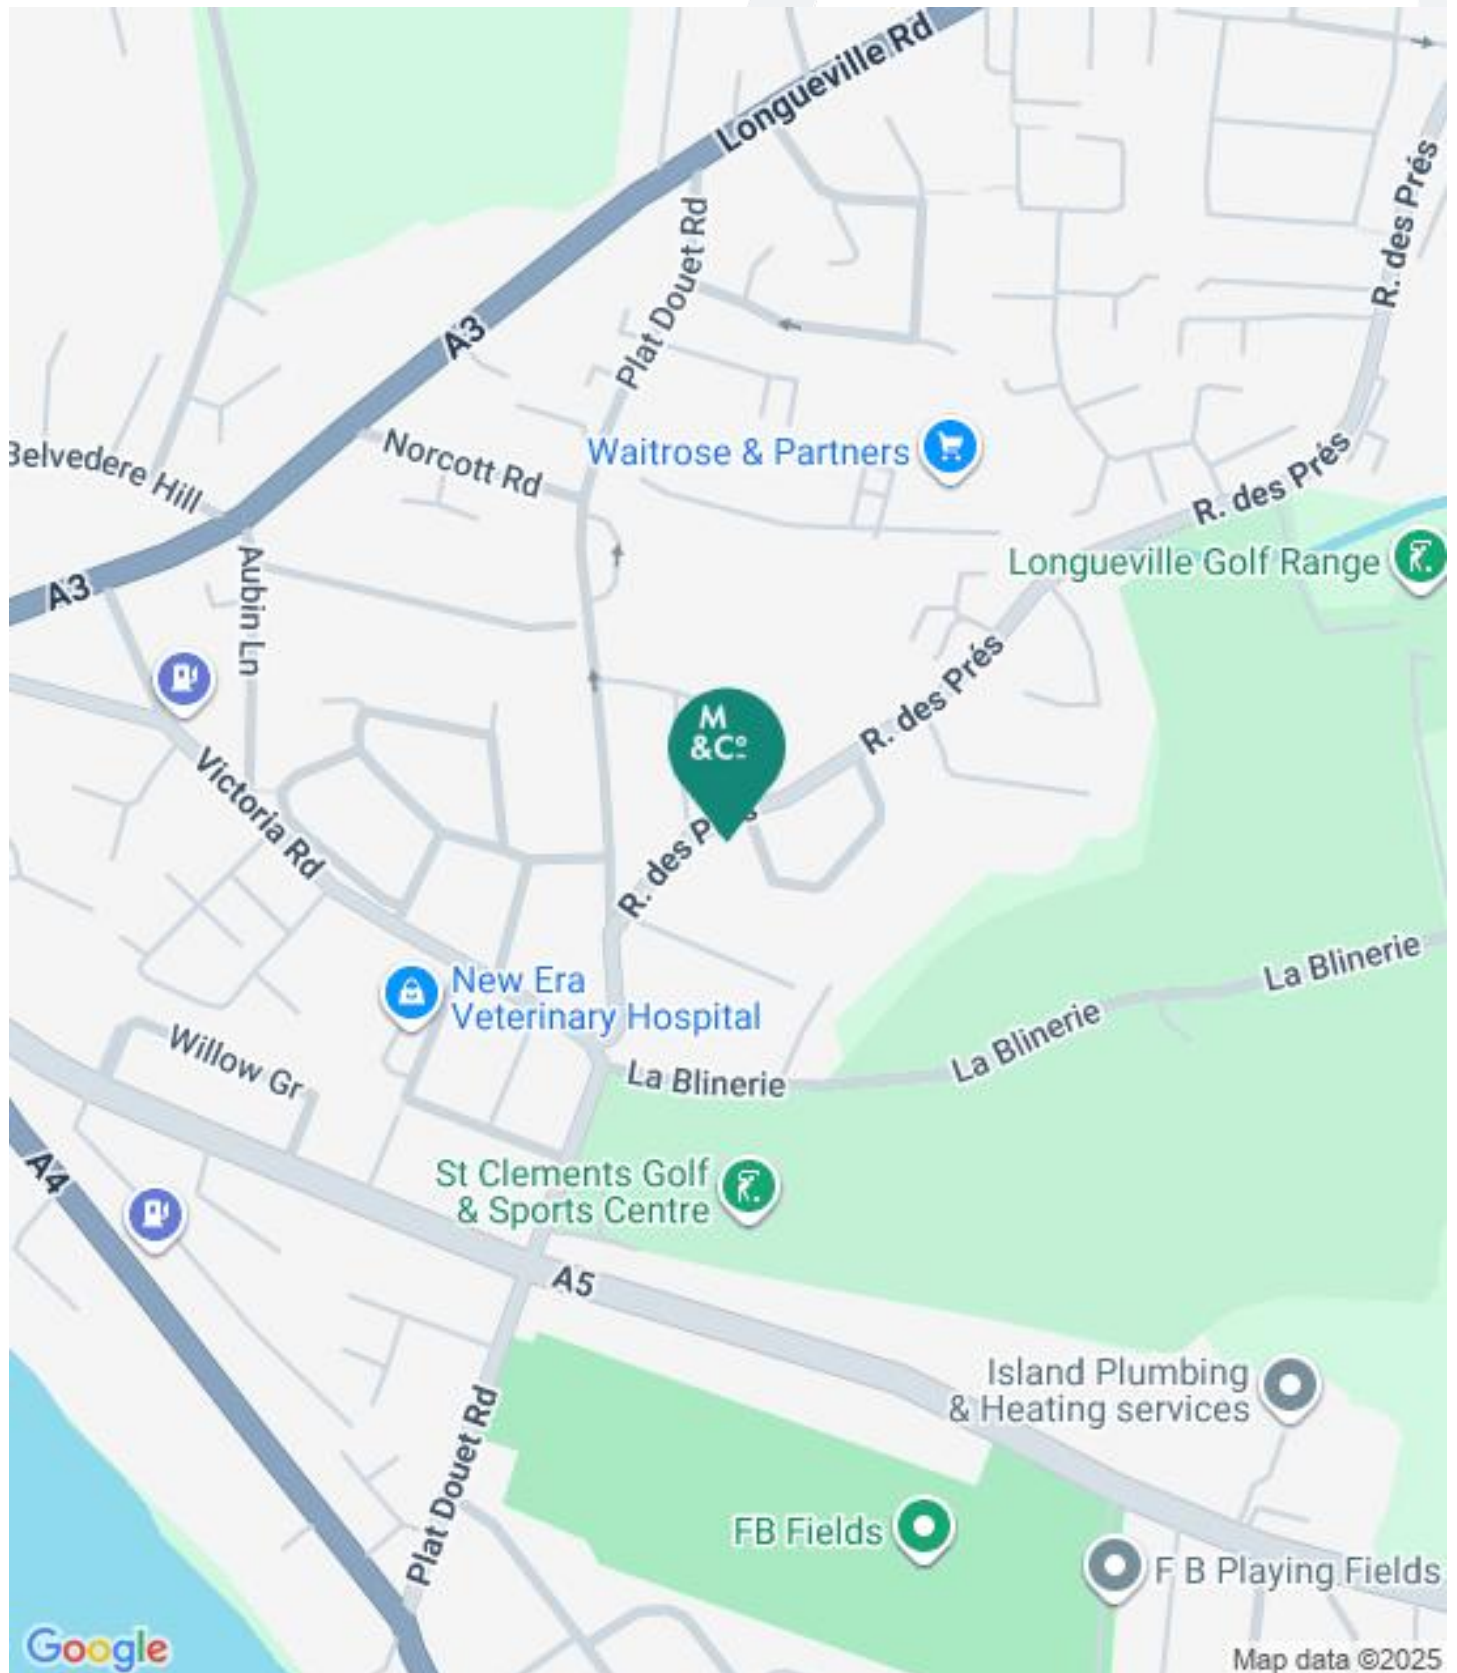 Longueville Rd
R. des Prés
Plat Douet Rd
A3
Norcott Rd
Waitrose & Partners
Belvedere Hill
R. des Prés
Longueville Golf Range
A3
Aubin Ln
R. des Prés
M
&Cº
Victoria Rd
R. des
La Blinerie
New Era
Veterinary Hospital
La Blinerie
Willow Gr
La Blinerie
A4
St Clements Golf
& Sports Centre
A5
Island Plumbing
& Heating services
Plat Douet Rd
FB Fields
F B Playing Fields
Google
Map data ©2025